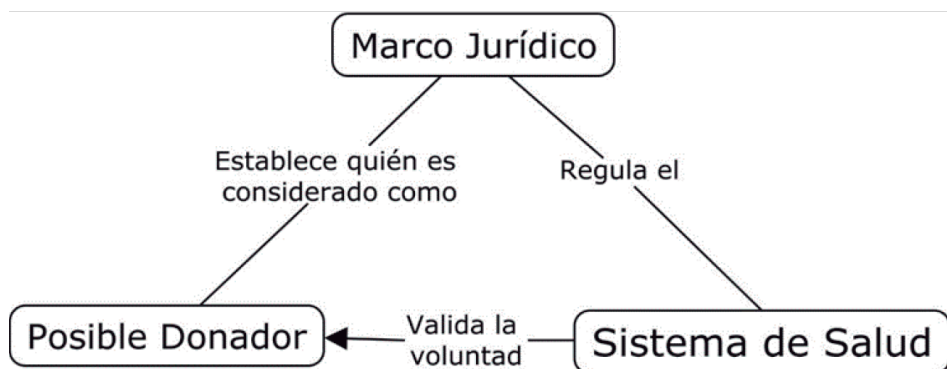 Marco Jurídico
Establece quién es
considerado como
Regula el
Posible Donador
Valida la
voluntad
Sistema de Salud